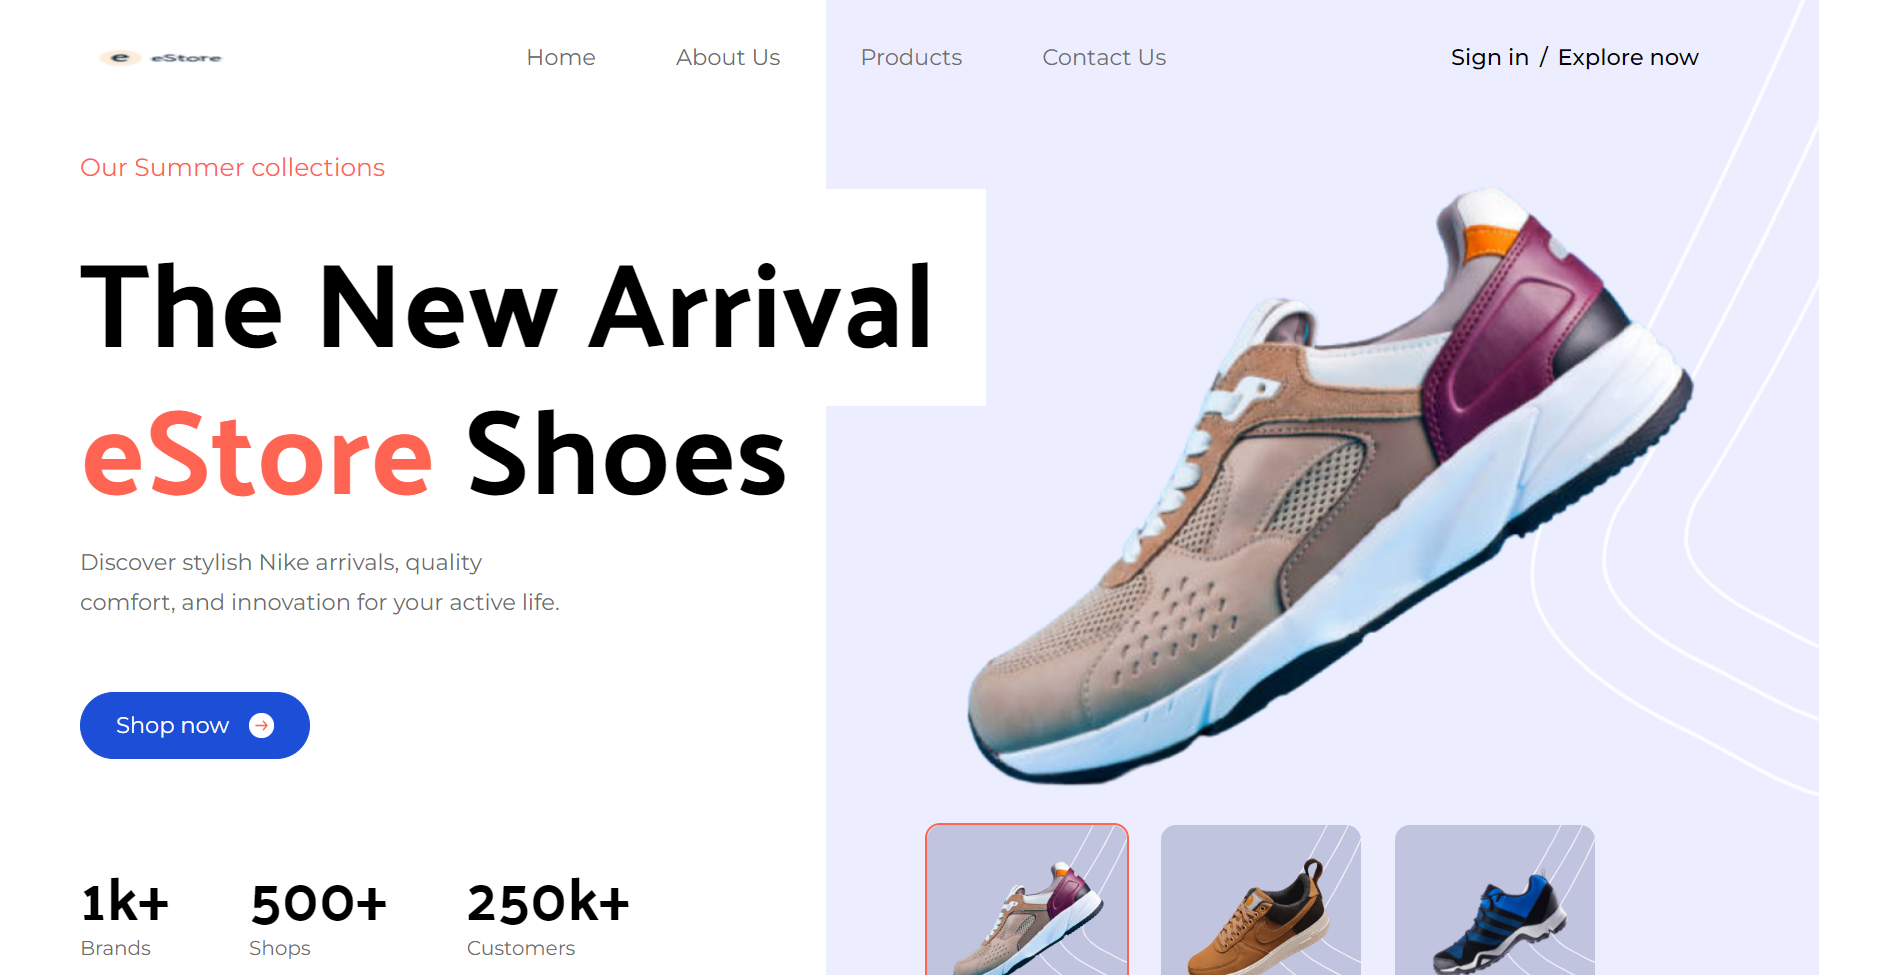 e eStore
Home About Us Products Contact Us Sign in / Explore now
Our Summer collections
The New Arrival
eStore Shoes
Discover stylish Nike arrivals, quality
comfort, and innovation for your active life.
Shop now
1k+ 500+ 250k+
Brands Shops Customers